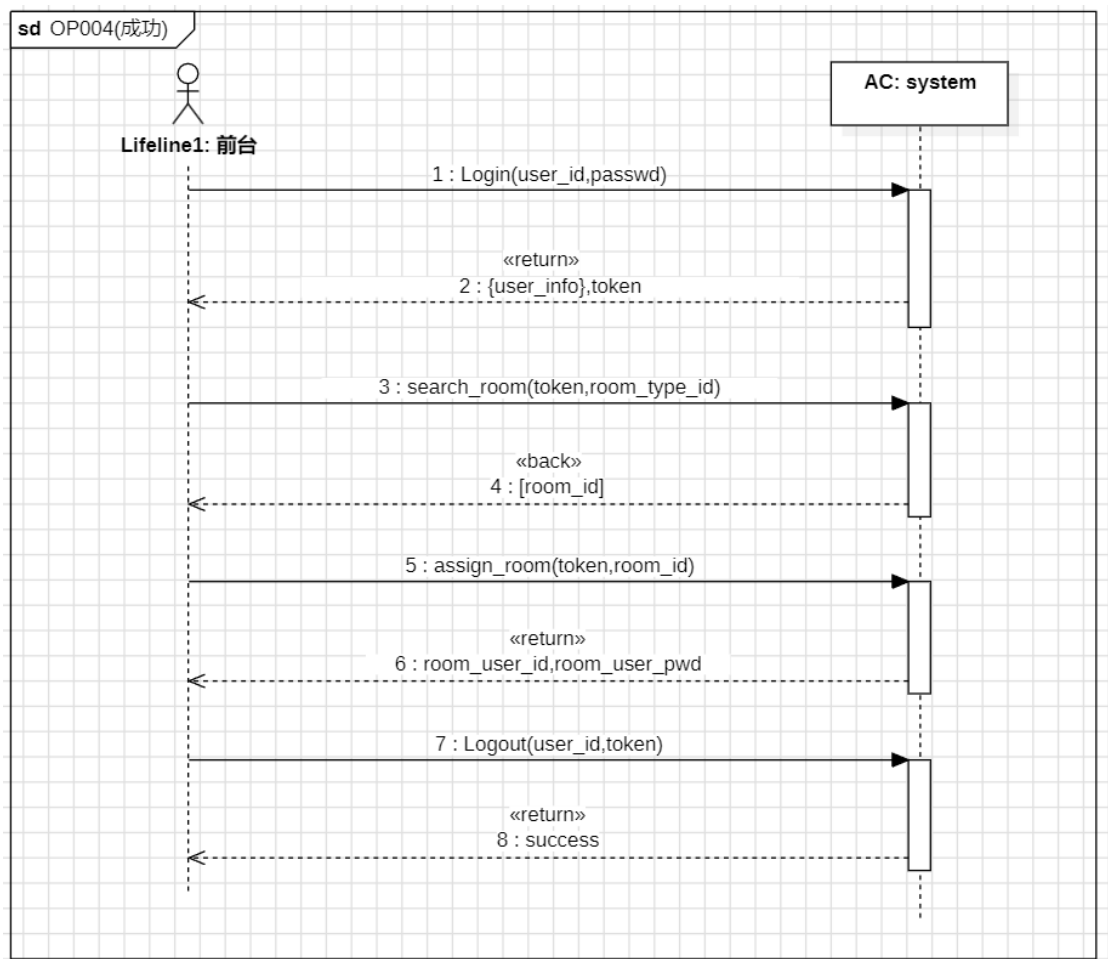 sd OP004(成功)
AC: system
Lifeline1: 前台
1 : Login(user_id,passwd)
«return»
2 : {user_info},token
3 : search_room(token,room_type_id)
«back»
4 : [room_id]
5 : assign_room(token,room_id)
«return»
6 : room_user_id,room_user_pwd
7 : Logout(user_id,token)
«return»
8 : success